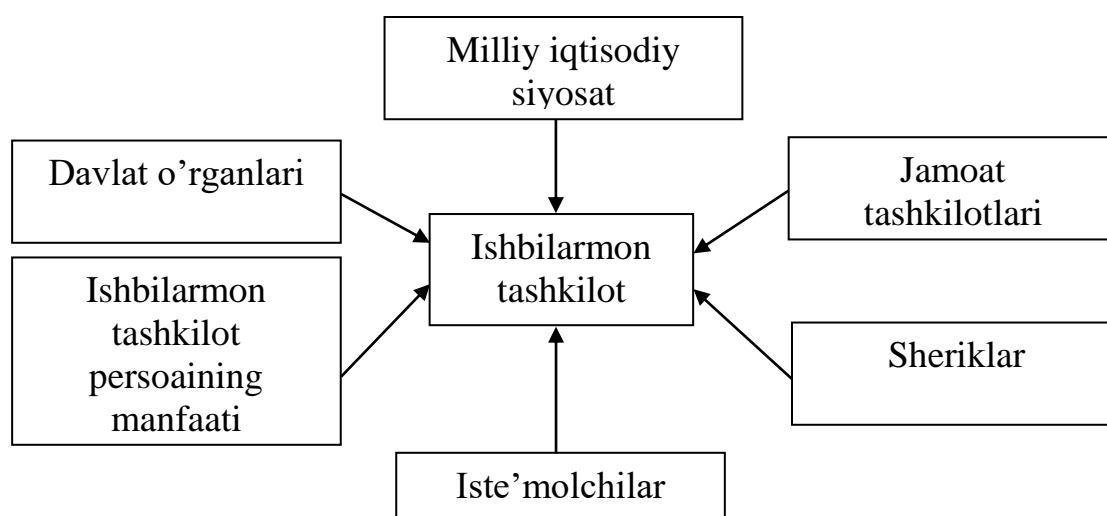 Milliy iqtisodiy
siyosat
Davlat o’rganlari
Jamoat
tashkilotlari
Ishbilarmon
tashkilot
Ishbilarmon
tashkilot
persoaining
manfaati
Sheriklar
Iste’molchilar